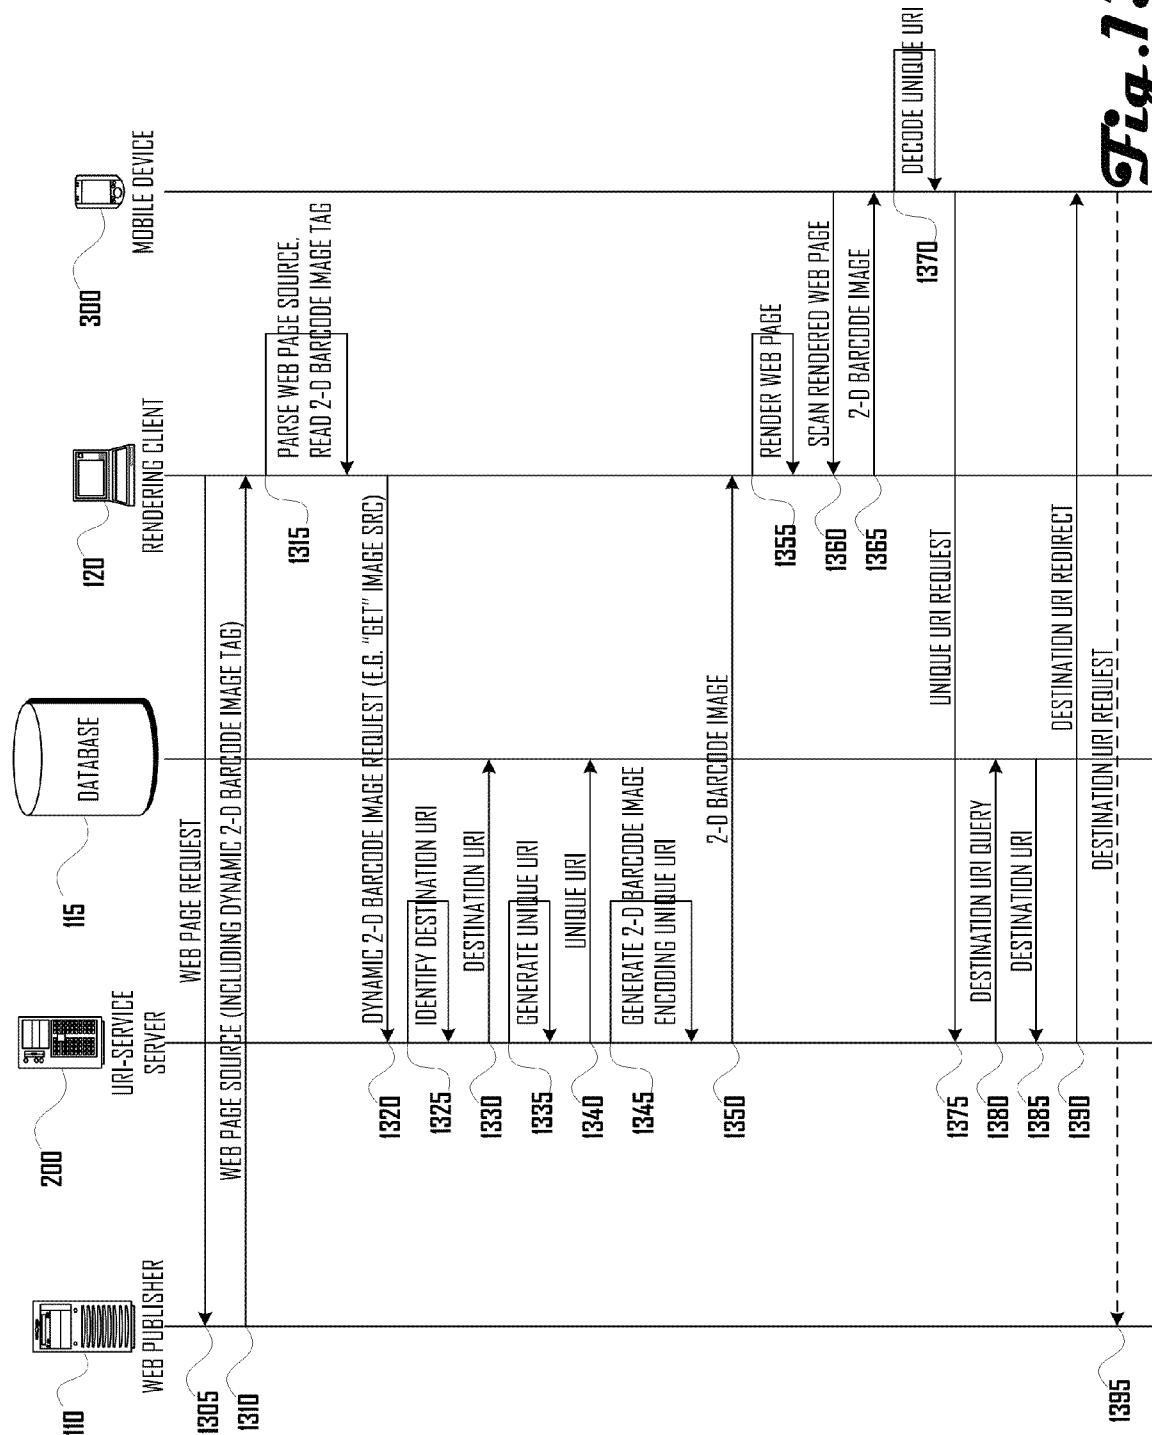 110
WEB PUBLISHER
200
URI-SERVICE
SERVER
115
DATABASE
120
RENDERING CLIENT
300
MOBILE DEVICE
1305
WEB PAGE REQUEST
1310
WEB PAGE SOURCE (INCLUDING DYNAMIC 2-D BARCODE IMAGE TAG)
1315
PARSE WEB PAGE SOURCE,
READ 2-D BARCODE IMAGE TAG
1320
DYNAMIC 2-D BARCODE IMAGE REQUEST (E.G. "GET" IMAGE SRC)
1325
IDENTIFY DESTINATION URI
1330
DESTINATION URI
1335
GENERATE UNIQUE URI
1340
UNIQUE URI
1345
GENERATE 2-D BARCODE IMAGE
ENCODING UNIQUE URI
1350
2-D BARCODE IMAGE
1355
RENDER WEB PAGE
1360
SCAN RENDERED WEB PAGE
1365
2-D BARCODE IMAGE
1370
DECODE UNIQUE URI
1375
UNIQUE URI REQUEST
1380
DESTINATION URI QUERY
1385
DESTINATION URI
1390
DESTINATION URI REDIRECT
1395
DESTINATION URI REQUEST
Fig.13